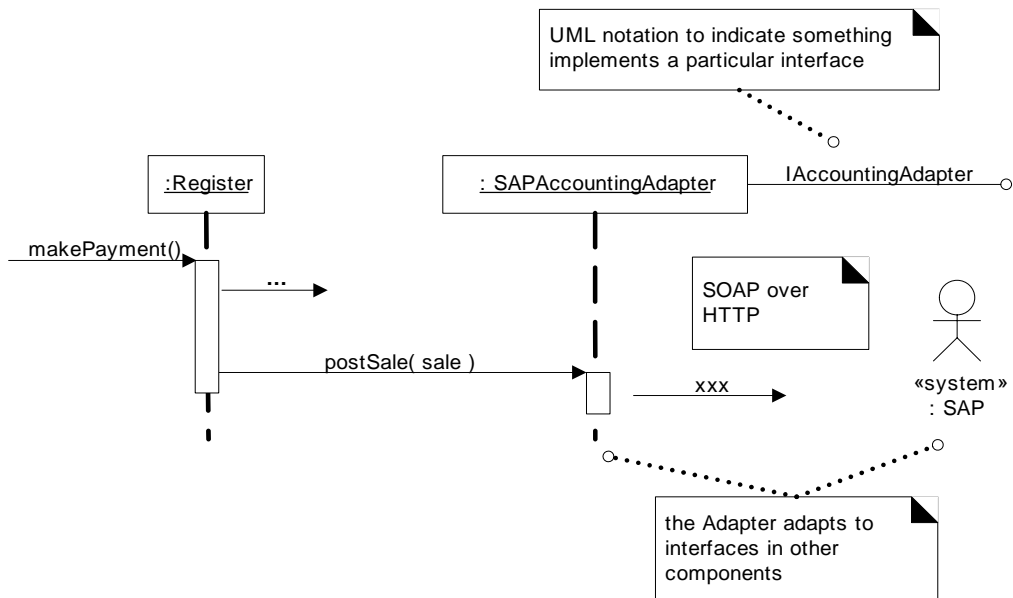 UML notation to indicate something
implements a particular interface
:Register
: SAPAccountingAdapter
IAccountingAdapter
makePayment()
...
SOAP over
HTTP
postSale( sale )
xxx
«system»
: SAP
the Adapter adapts to
interfaces in other
components